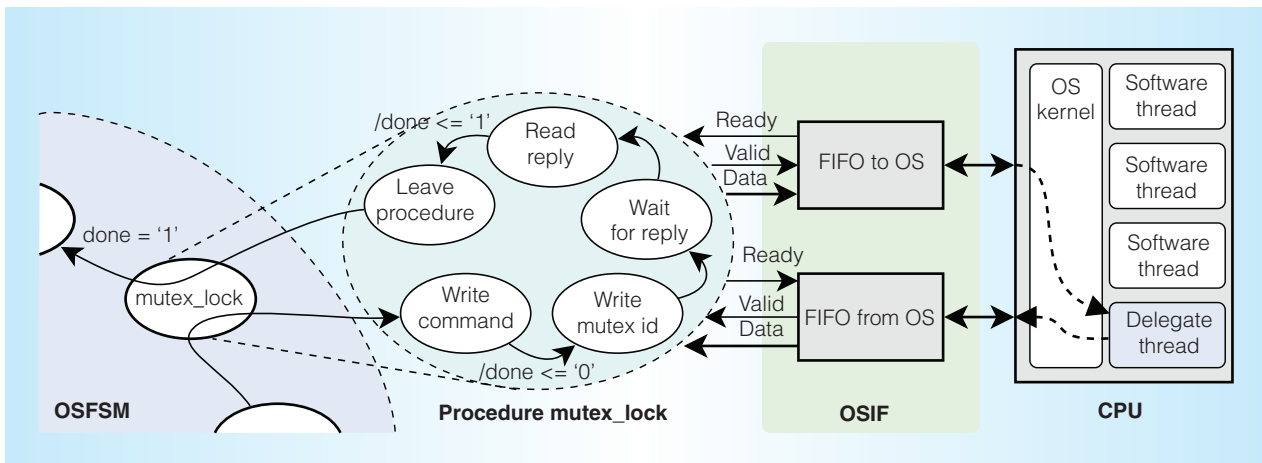 OS
kernel
Software
thread
Software
thread
Software
thread
Delegate
thread
Ready
Valid
Data
FIFO to OS
Ready
Valid
Data
FIFO from OS
/done <= ‘1’
Read
reply
Leave
procedure
Wait
for reply
Write
command
Write
mutex id
/done <= ‘0’
done = ‘1’
mutex_lock
OSFSM
Procedure mutex_lock
OSIF
CPU